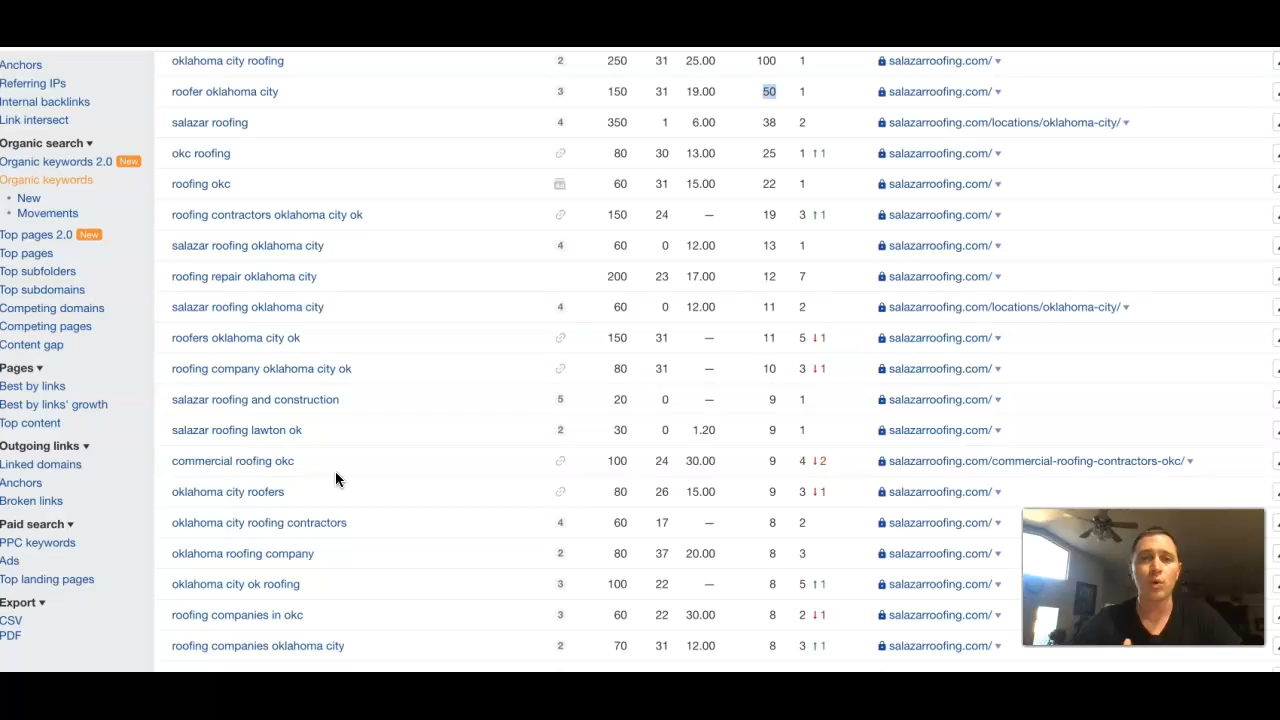 Anchors
Referring IPs
Internal backlinks
Link intersect
Organic search
Organic keywords 2.0 New
Organic keywords
• New
• Movements
Top pages 2.0 New
Top pages
Top subfolders
Top subdomains
Competing domains
Competing pages
Content gap
Pages
Best by links
Best by links' growth
Top content
Outgoing links
Linked domains
Anchors
Broken links
Paid search
PPC keywords
Ads
Top landing pages
Export
CSV
PDF
oklahoma city roofing 2 250 31 25.00 100 1 salazarroofing.com/
roofer oklahoma city 3 150 31 19.00 50 1 salazarroofing.com/
salazar roofing 4 350 1 6.00 38 2 salazarroofing.com/locations/oklahoma-city/
okc roofing 80 30 13.00 25 1 ↑1 salazarroofing.com/
roofing okc 60 31 15.00 22 1 salazarroofing.com/
roofing contractors oklahoma city ok 150 24 — 19 3 ↑1 salazarroofing.com/
salazar roofing oklahoma city 4 60 0 12.00 13 1 salazarroofing.com/
roofing repair oklahoma city 200 23 17.00 12 7 salazarroofing.com/
salazar roofing oklahoma city 4 60 0 12.00 11 2 salazarroofing.com/locations/oklahoma-city/
roofers oklahoma city ok 150 31 — 11 5 ↓1 salazarroofing.com/
roofing company oklahoma city ok 80 31 — 10 3 ↓1 salazarroofing.com/
salazar roofing and construction 5 20 0 — 9 1 salazarroofing.com/
salazar roofing lawton ok 2 30 0 1.20 9 1 salazarroofing.com/
commercial roofing okc 100 24 30.00 9 4 ↓2 salazarroofing.com/commercial-roofing-contractors-okc/
oklahoma city roofers 80 26 15.00 9 3 ↓1 salazarroofing.com/
oklahoma city roofing contractors 4 60 17 — 8 2 salazarroofing.com/
oklahoma roofing company 2 80 37 20.00 8 3 salazarroofing.com/
oklahoma city ok roofing 3 100 22 — 8 5 ↑1 salazarroofing.com/
roofing companies in okc 3 60 22 30.00 8 2 ↓1 salazarroofing.com/
roofing companies oklahoma city 2 70 31 12.00 8 3 ↑1 salazarroofing.com/